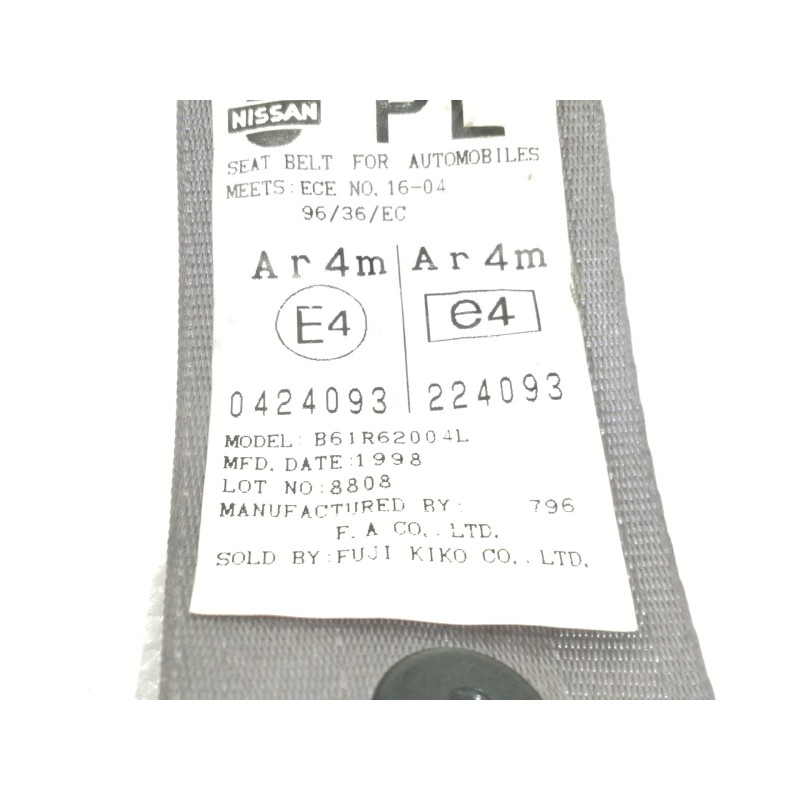 NISSAN PL
SEAT BELT FOR AUTOMOBILES
MEETS:ECE NO. 16-04
96/36/EC
Ar4m Ar4m
E4 e4
0424093 224093
MODEL: B61R62004L
MFD. DATE:1998
LOT NO:8808
MANUFACTURED BY: 796
F. A CO., LTD.
SOLD BY:FUJI KIKO CO., LTD.